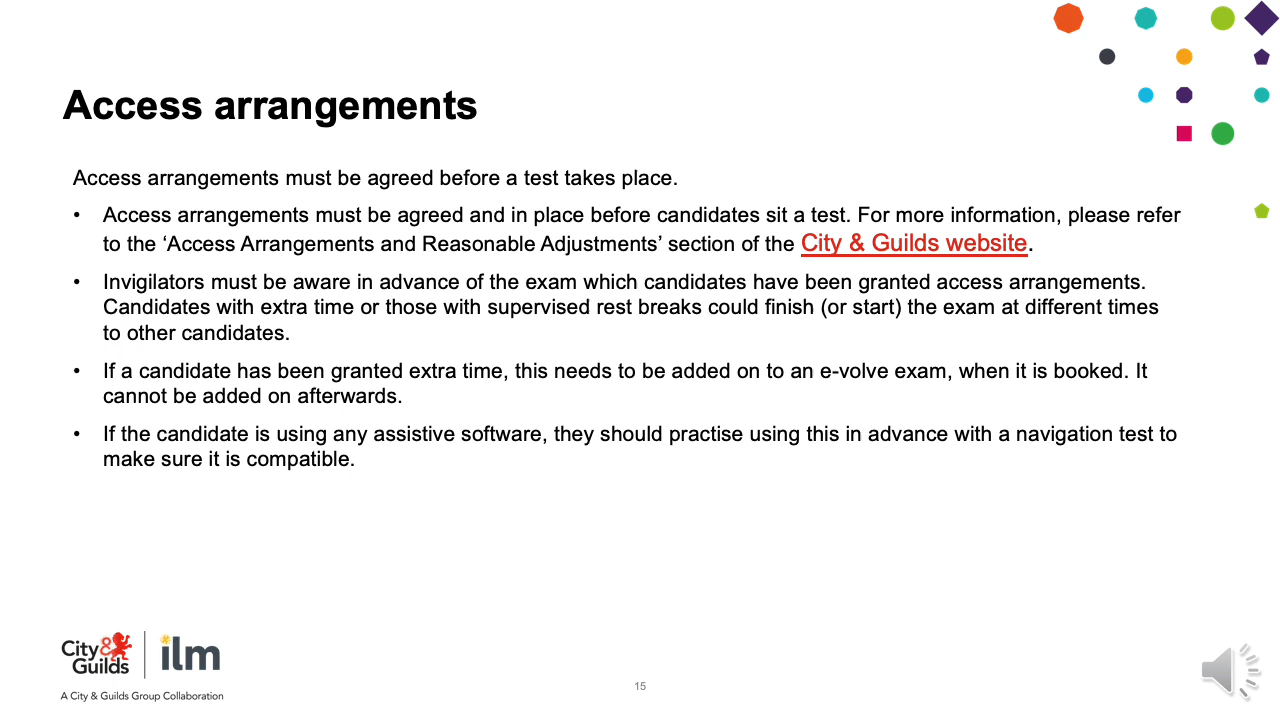 Access arrangements
Access arrangements must be agreed before a test takes place.
• Access arrangements must be agreed and in place before candidates sit a test. For more information, please refer
to the ‘Access Arrangements and Reasonable Adjustments’ section of the City & Guilds website.
• Invigilators must be aware in advance of the exam which candidates have been granted access arrangements.
Candidates with extra time or those with supervised rest breaks could finish (or start) the exam at different times
to other candidates.
• If a candidate has been granted extra time, this needs to be added on to an e-volve exam, when it is booked. It
cannot be added on afterwards.
• If the candidate is using any assistive software, they should practise using this in advance with a navigation test to
make sure it is compatible.
City &
Guilds
ilm
A City & Guilds Group Collaboration
15